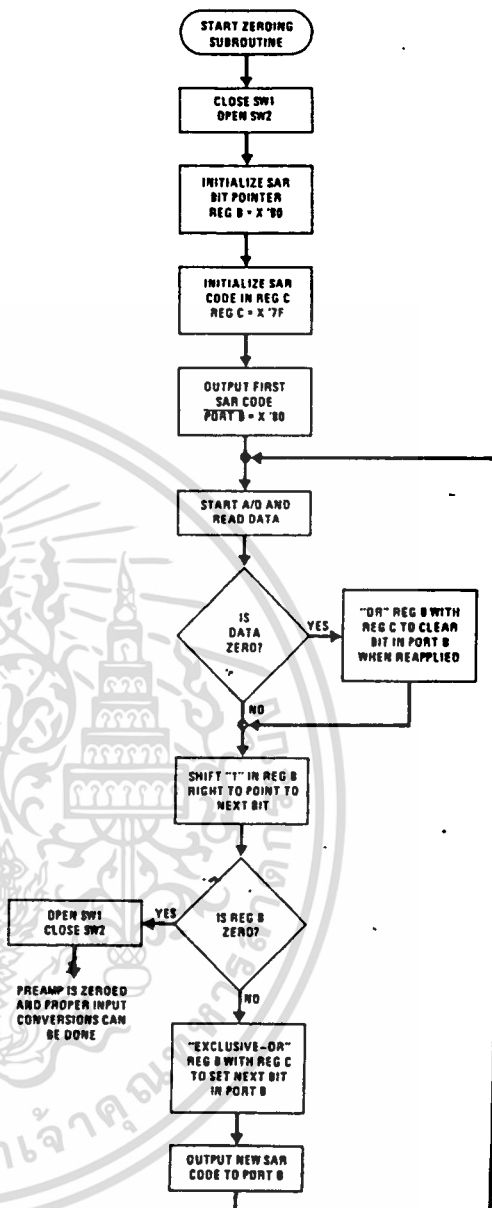 START ZEROING
SUBROUTINE
CLOSE SW1
OPEN SW2
INITIALIZE SAR
BIT POINTER
REG B = X '80
INITIALIZE SAR
CODE IN REG C
REG C = X '7F
OUTPUT FIRST
SAR CODE
PORT B = X '80
START A/D AND
READ DATA
IS
DATA
ZERO?
YES
"OR" REG B WITH
REG C TO CLEAR
BIT IN PORT B
WHEN REAPPLIED
NO
SHIFT "1" IN REG B
RIGHT TO POINT TO
NEXT BIT
IS REG B
ZERO?
YES
OPEN SW1
CLOSE SW2
PREAMP IS ZEROED
AND PROPER INPUT
CONVERSIONS CAN
BE DONE
NO
"EXCLUSIVE-OR"
REG B WITH REG C
TO SET NEXT BIT
IN PORT B
OUTPUT NEW SAR
CODE TO PORT B